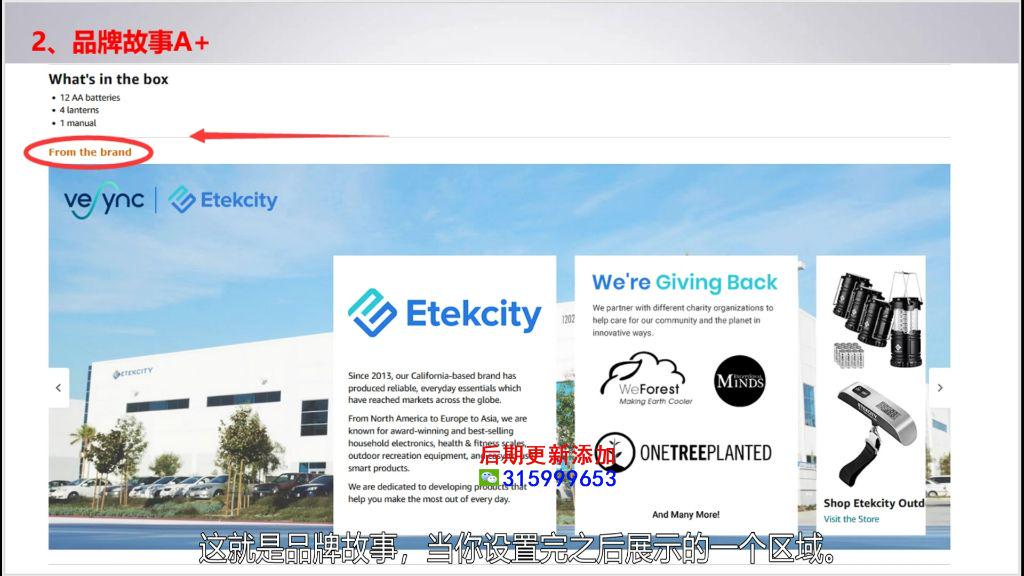 2、品牌故事A+
What's in the box
• 12 AA batteries
• 4 lanterns
• 1 manual
From the brand
vesync | Etekcity
ETEKCITY
1202
Etekcity
Since 2013, our California-based brand has
produced reliable, everyday essentials which
have reached markets across the globe.
From North America to Europe to Asia, we are
known for award-winning and best-selling
household electronics, health & fitness scales,
outdoor recreation equipment, and
smart products.
We are dedicated to developing products that
help you make the most out of every day.
We're Giving Back
We partner with different charity organizations to
help care for our community and the planet in
innovative ways.
WeForest
Making Earth Cooler
MINDS
ONETREEPLANTED
And Many More!
Shop Etekcity Outd
Visit the Store
后期更新添加
315999653
这就是品牌故事，当你设置完之后展示的一个区域。